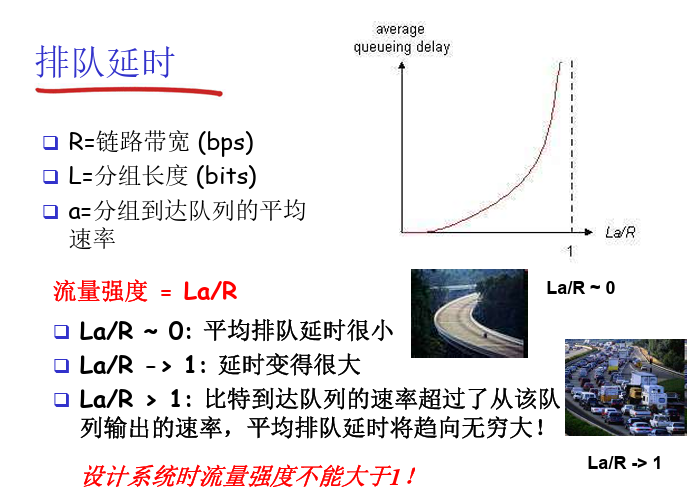 排队延时
average
queueing delay
La/R
1
R=链路带宽 (bps)
L=分组长度 (bits)
a=分组到达队列的平均
速率
流量强度 = La/R
La/R ~ 0: 平均排队延时很小
La/R -> 1: 延时变得很大
La/R > 1: 比特到达队列的速率超过了从该队
列输出的速率，平均排队延时将趋向无穷大！
设计系统时流量强度不能大于1！
La/R ~ 0
La/R -> 1